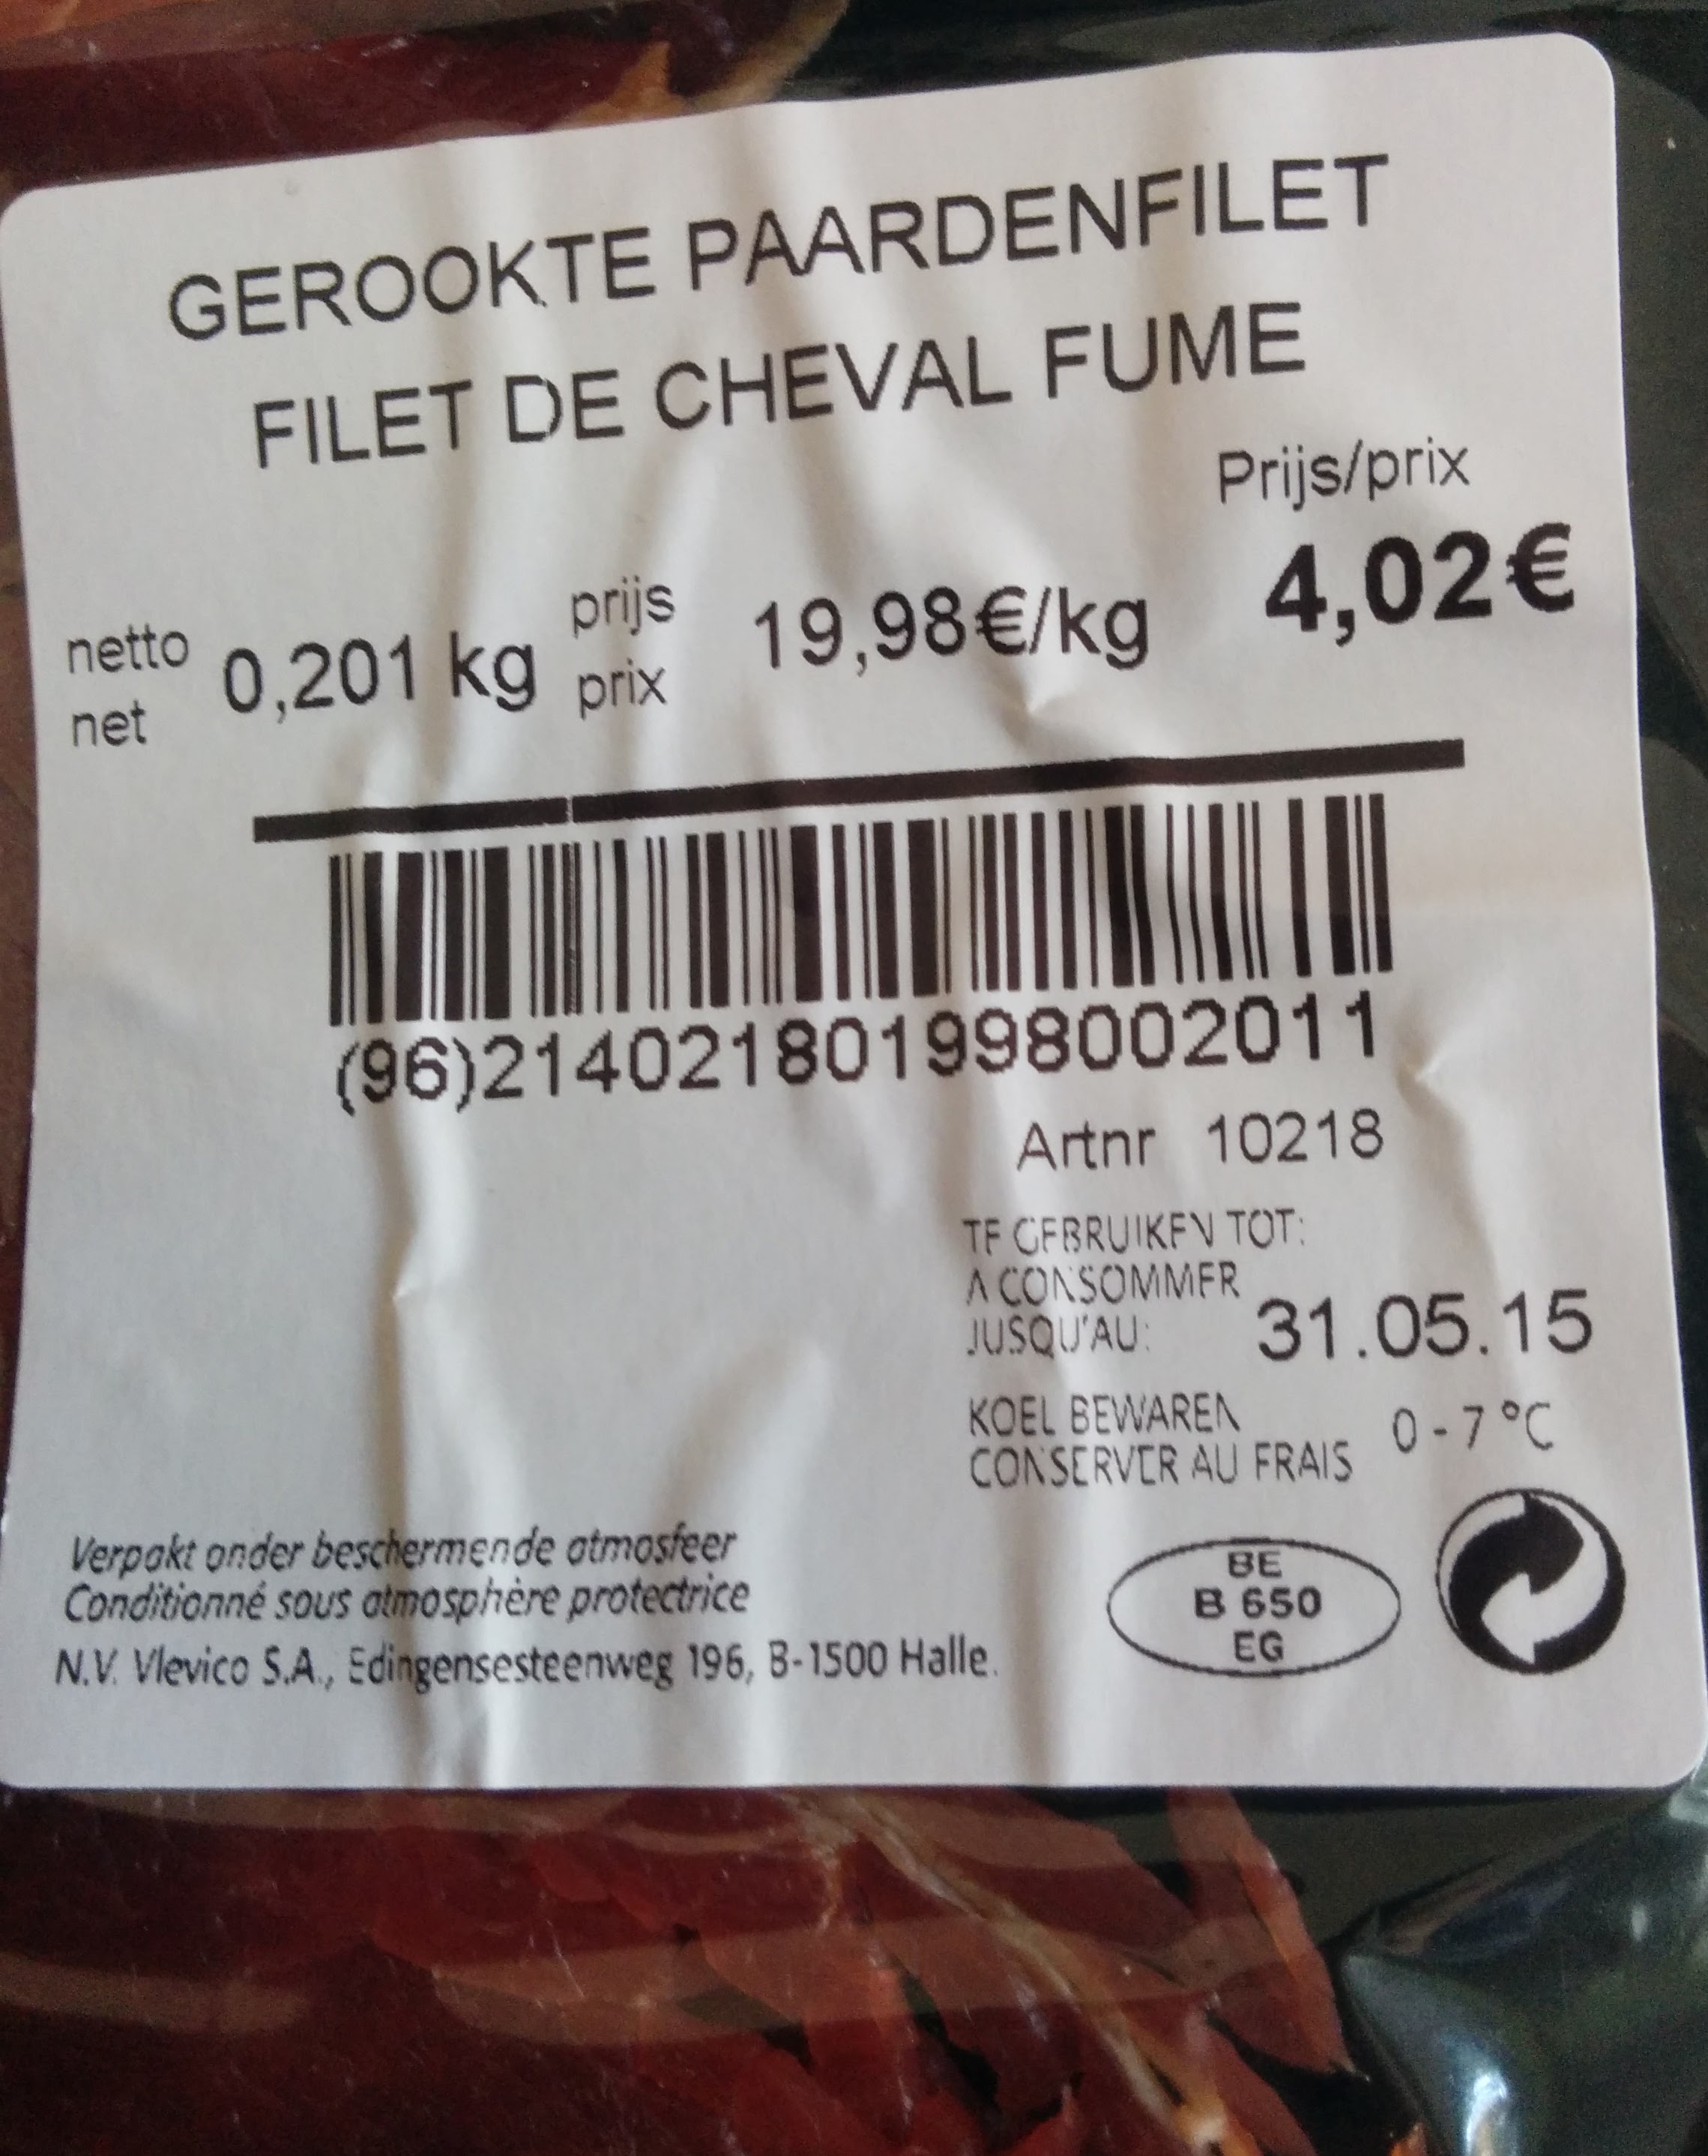 GEROOKTE PAARDENFILET
FILET DE CHEVAL FUME
Prijs/prix
netto
net
0,201 kg
prijs
prix
19,98€/kg
4,02€
(96)2140218019980​02011
Artnr 10218
TE GEBRUIKEN TOT:
A CONSOMMER
JUSQU'AU:
31.05.15
KOEL BEWAREN
CONSERVER AU FRAIS
0-7°C
Verpakt onder beschermende atmosfeer
Conditionné sous atmosphère protectrice
N.V. Vlevico S.A., Edingensesteenweg 196, B-1500 Halle.
BE
B 650
EG